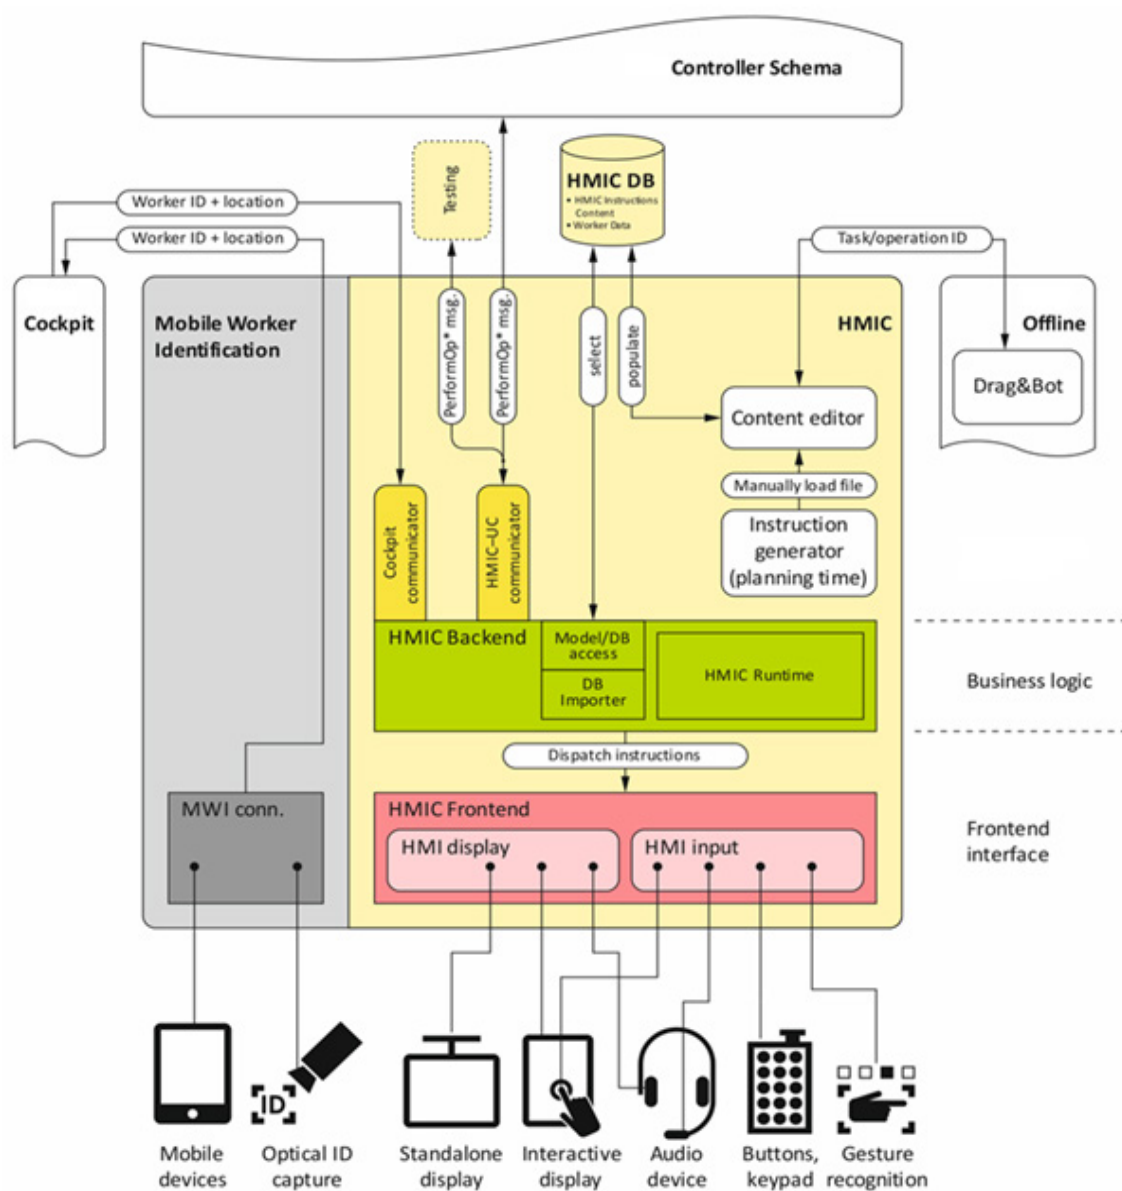 Controller Schema
Testing
HMIC DB
• HMIC Instructions
Content
• Worker Data
Worker ID + location
Worker ID + location
Task/operation ID
Cockpit
Mobile Worker
Identification
PerformOp* msg.
PerformOp* msg.
select
populate
HMIC
Offline
Drag&Bot
Content editor
Manually load file
Instruction
generator
(planning time)
Cockpit
communicator
HMIC–UC
communicator
HMIC Backend
Model/DB
access
DB
Importer
HMIC Runtime
Business logic
Dispatch instructions
MWI conn.
HMIC Frontend
HMI display
HMI input
Frontend
interface
ID
Mobile
devices
Optical ID
capture
Standalone
display
Interactive
display
Audio
device
Buttons,
keypad
Gesture
recognition